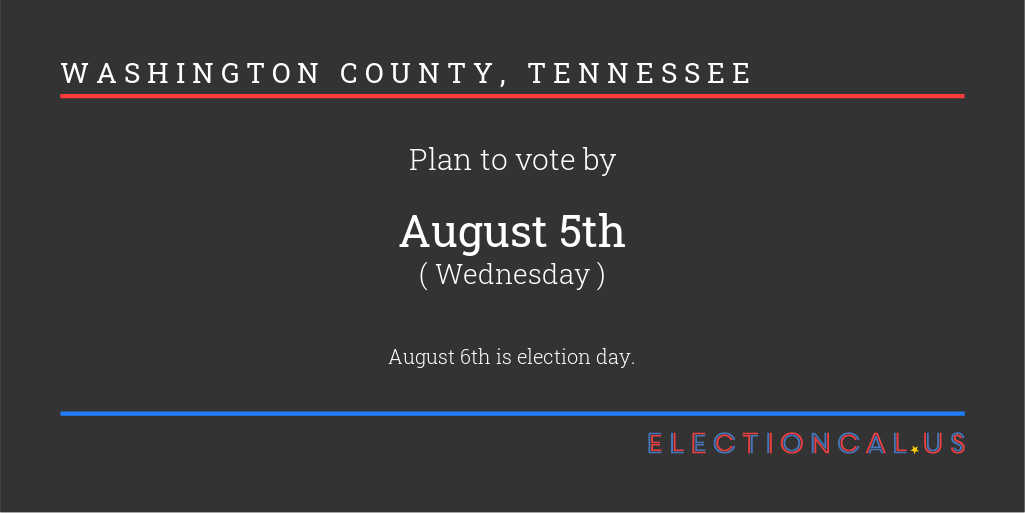 WASHINGTON COUNTY, TENNESSEE
Plan to vote by
August 5th
( Wednesday )
August 6th is election day.
ELECTIONCAL.US